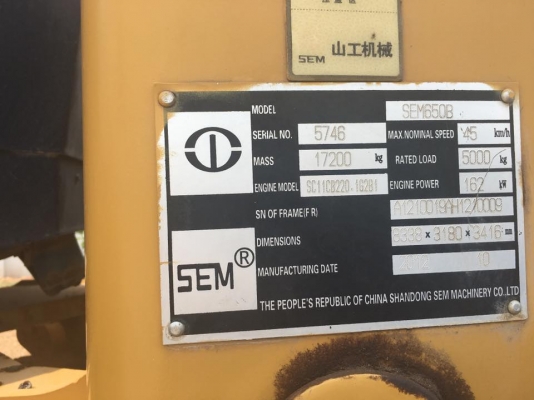 SEM 山工机械
MODEL SEM650B
SERIAL NO. 5746 MAX.NOMINAL SPEED 45 km/h
MASS 17200 kg RATED LOAD 5000 kg
ENGINE MODEL SC11CB220.1G2B1 ENGINE POWER 162 kW
SN OF FRAME(FR)
DIMENSIONS 8339 x 3180 x 3416 mm
MANUFACTURING DATE
SEM®
THE PEOPLE'S REPUBLIC OF CHINA SHANDONG SEM MACHINERY CO.,LTD